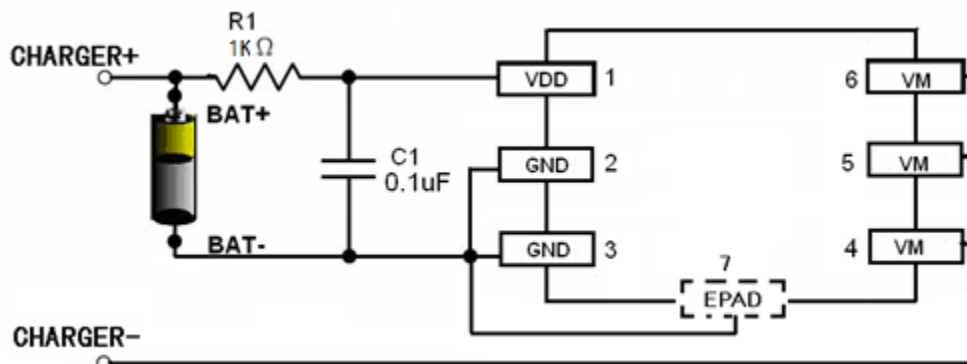 R1
1KΩ
CHARGER+
VDD
1
6
VM
BAT+
C1
0.1uF
GND
2
5
VM
BAT-
GND
3
4
VM
7
EPAD
CHARGER-